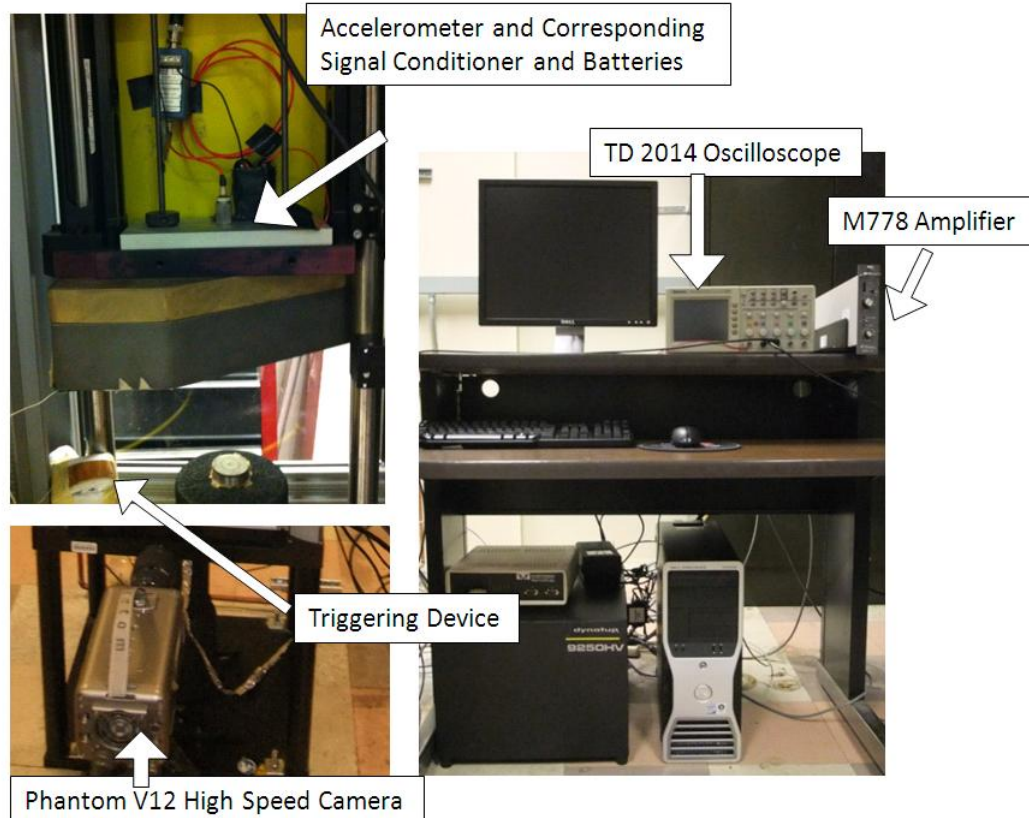 Accelerometer and Corresponding
Signal Conditioner and Batteries
TD 2014 Oscilloscope
M778 Amplifier
DELL
Triggering Device
dynatup
9250HV
Phantom V12 High Speed Camera